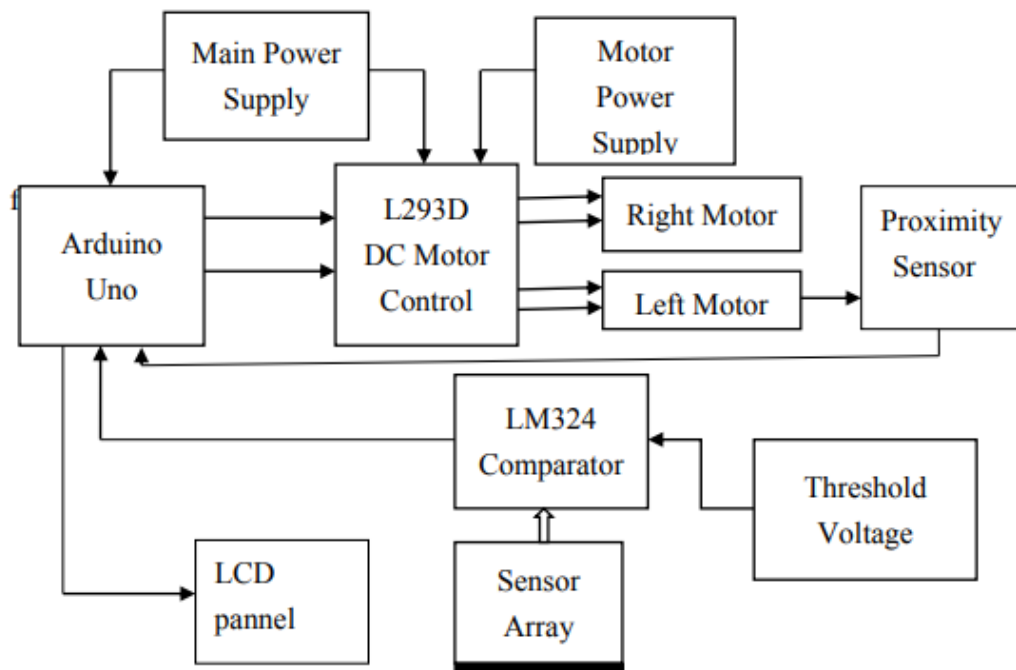 Main Power
Supply
Motor
Power
Supply
f
Arduino
Uno
L293D
DC Motor
Control
Right Motor
Left Motor
Proximity
Sensor
LM324
Comparator
Threshold
Voltage
LCD
pannel
Sensor
Array